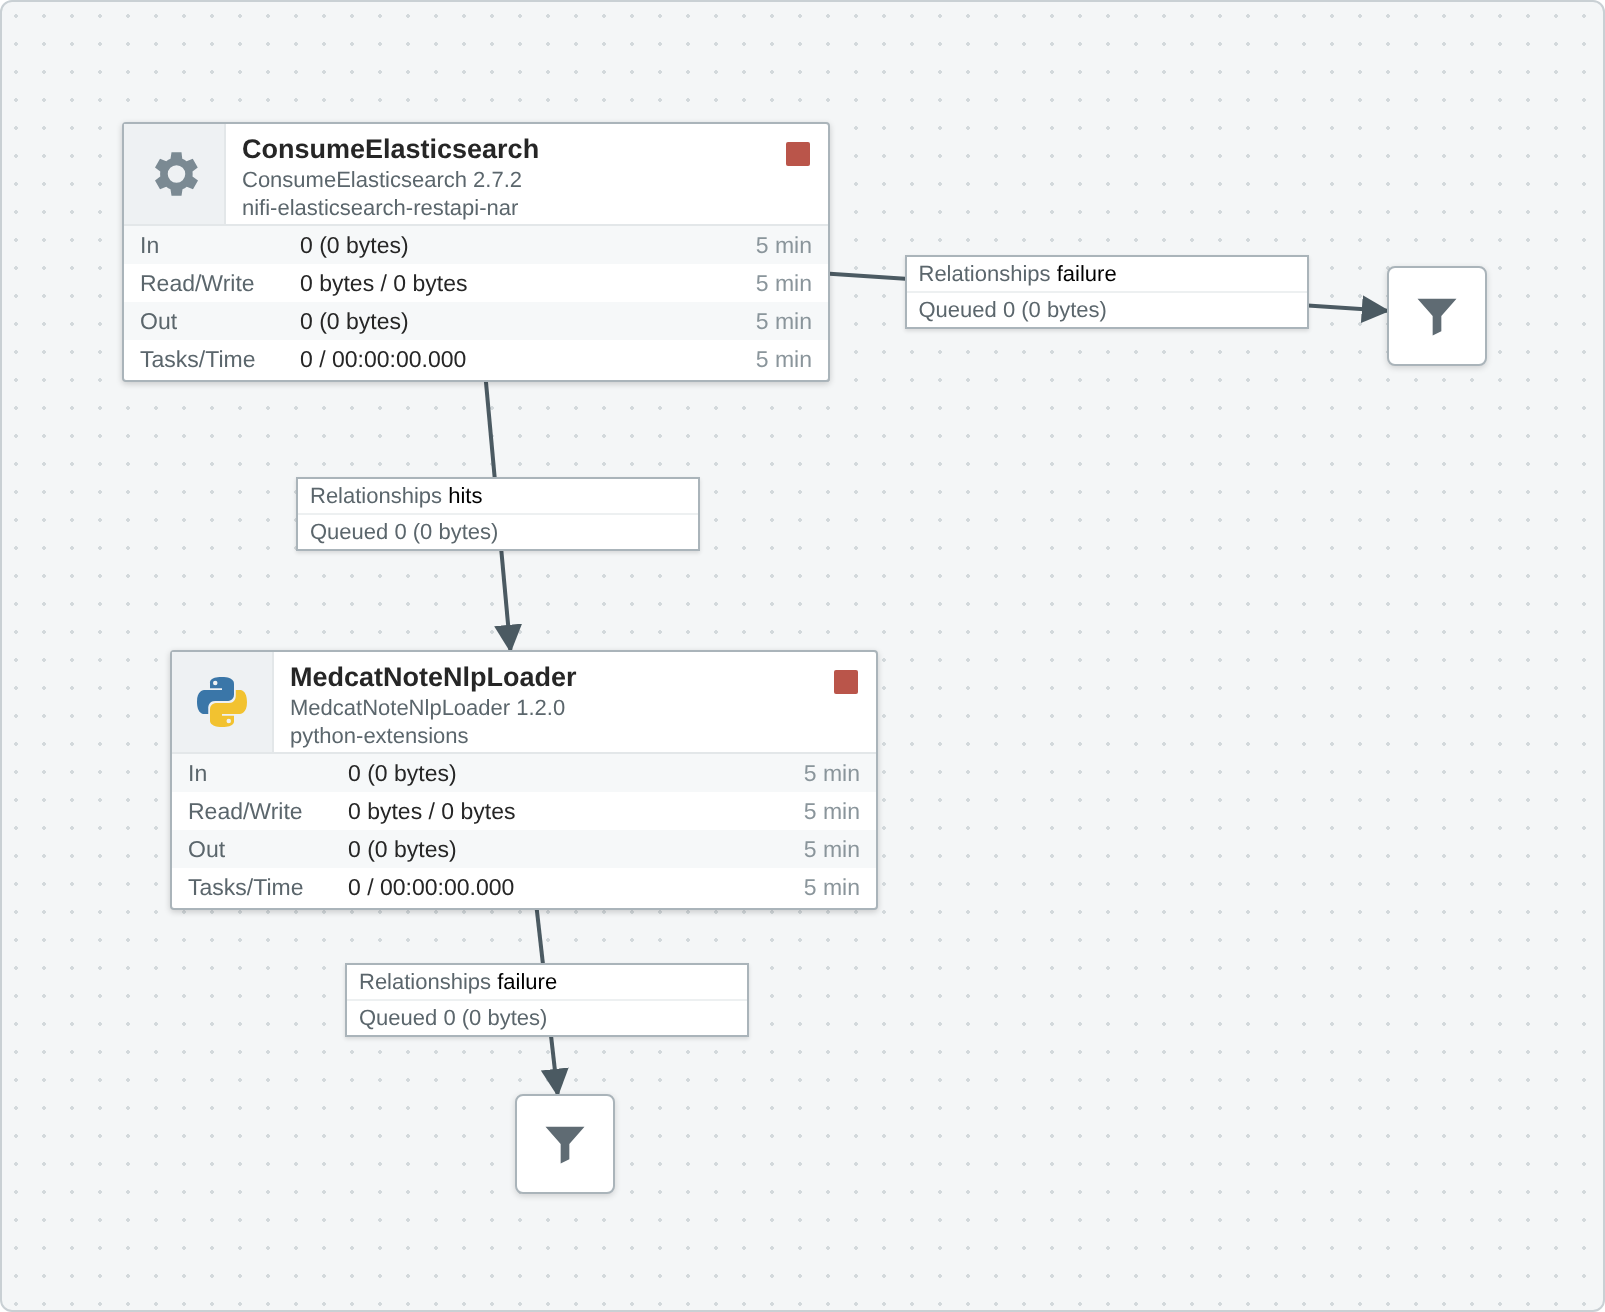 ConsumeElasticsearch
ConsumeElasticsearch 2.7.2
nifi-elasticsearch-restapi-nar
In 0 (0 bytes) 5 min
Read/Write 0 bytes / 0 bytes 5 min
Out 0 (0 bytes) 5 min
Tasks/Time 0 / 00:00:00.000 5 min
Relationships failure
Queued 0 (0 bytes)
Relationships hits
Queued 0 (0 bytes)
MedcatNoteNlpLoader
MedcatNoteNlpLoader 1.2.0
python-extensions
In 0 (0 bytes) 5 min
Read/Write 0 bytes / 0 bytes 5 min
Out 0 (0 bytes) 5 min
Tasks/Time 0 / 00:00:00.000 5 min
Relationships failure
Queued 0 (0 bytes)